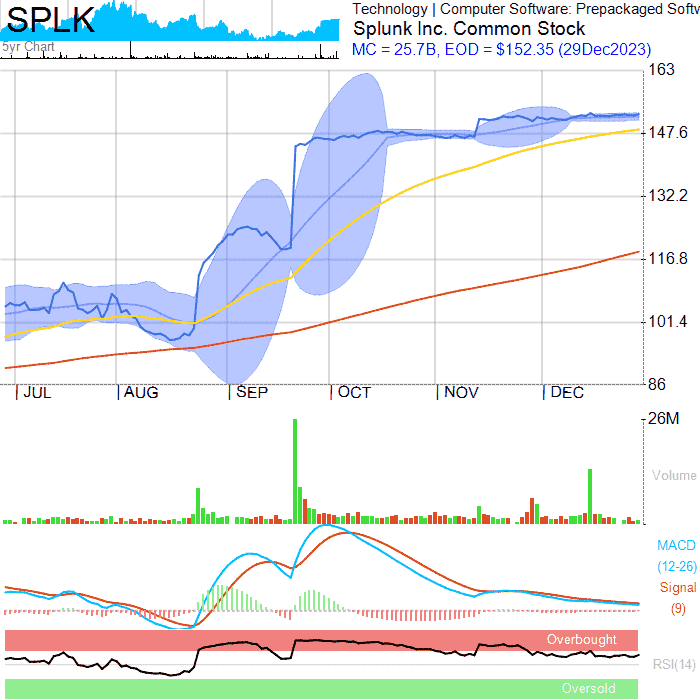 SPLK
5yr Chart
Technology | Computer Software: Prepackaged Softw
Splunk Inc. Common Stock
MC = 25.7B, EOD = $152.35 (29Dec2023)
163
147.6
132.2
116.8
101.4
86
JUL AUG SEP OCT NOV DEC
26M
Volume
MACD
(12-26)
Signal
(9)
Overbought
RSI(14)
Oversold